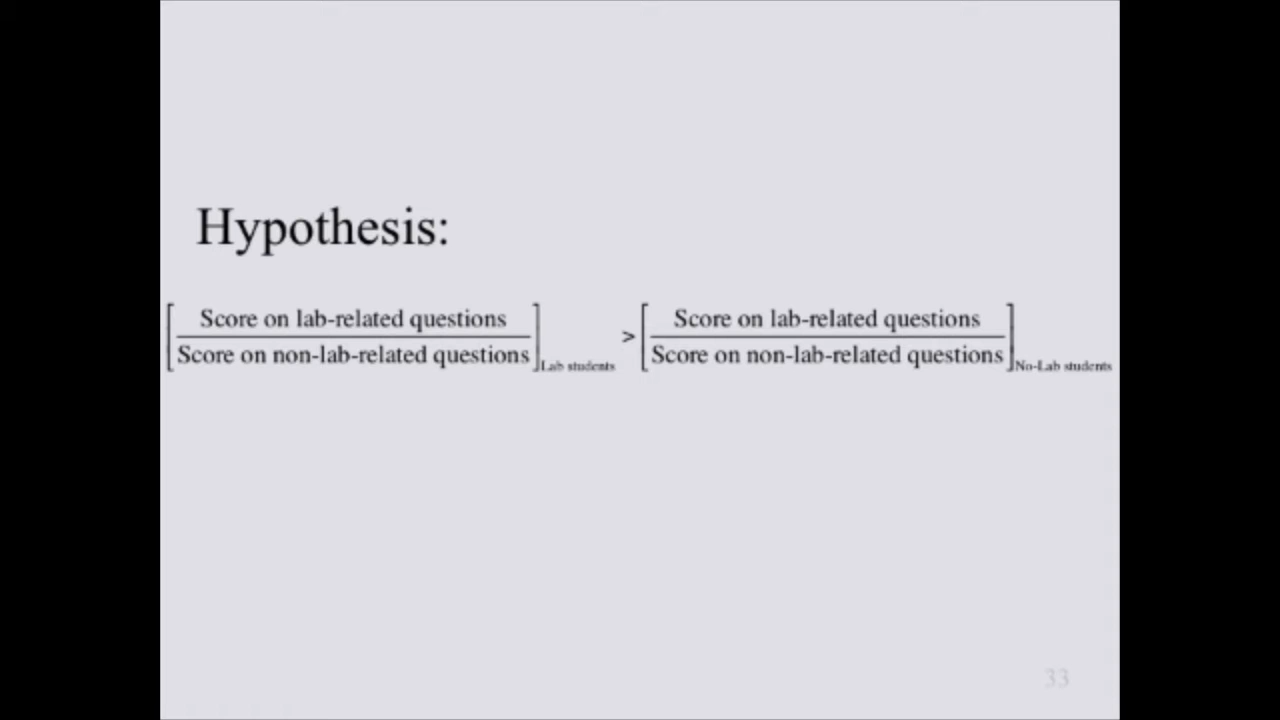 Hypothesis:
[Score on lab-related questions / Score on non-lab-related questions]Lab students > [Score on lab-related questions / Score on non-lab-related questions]No-Lab students
33